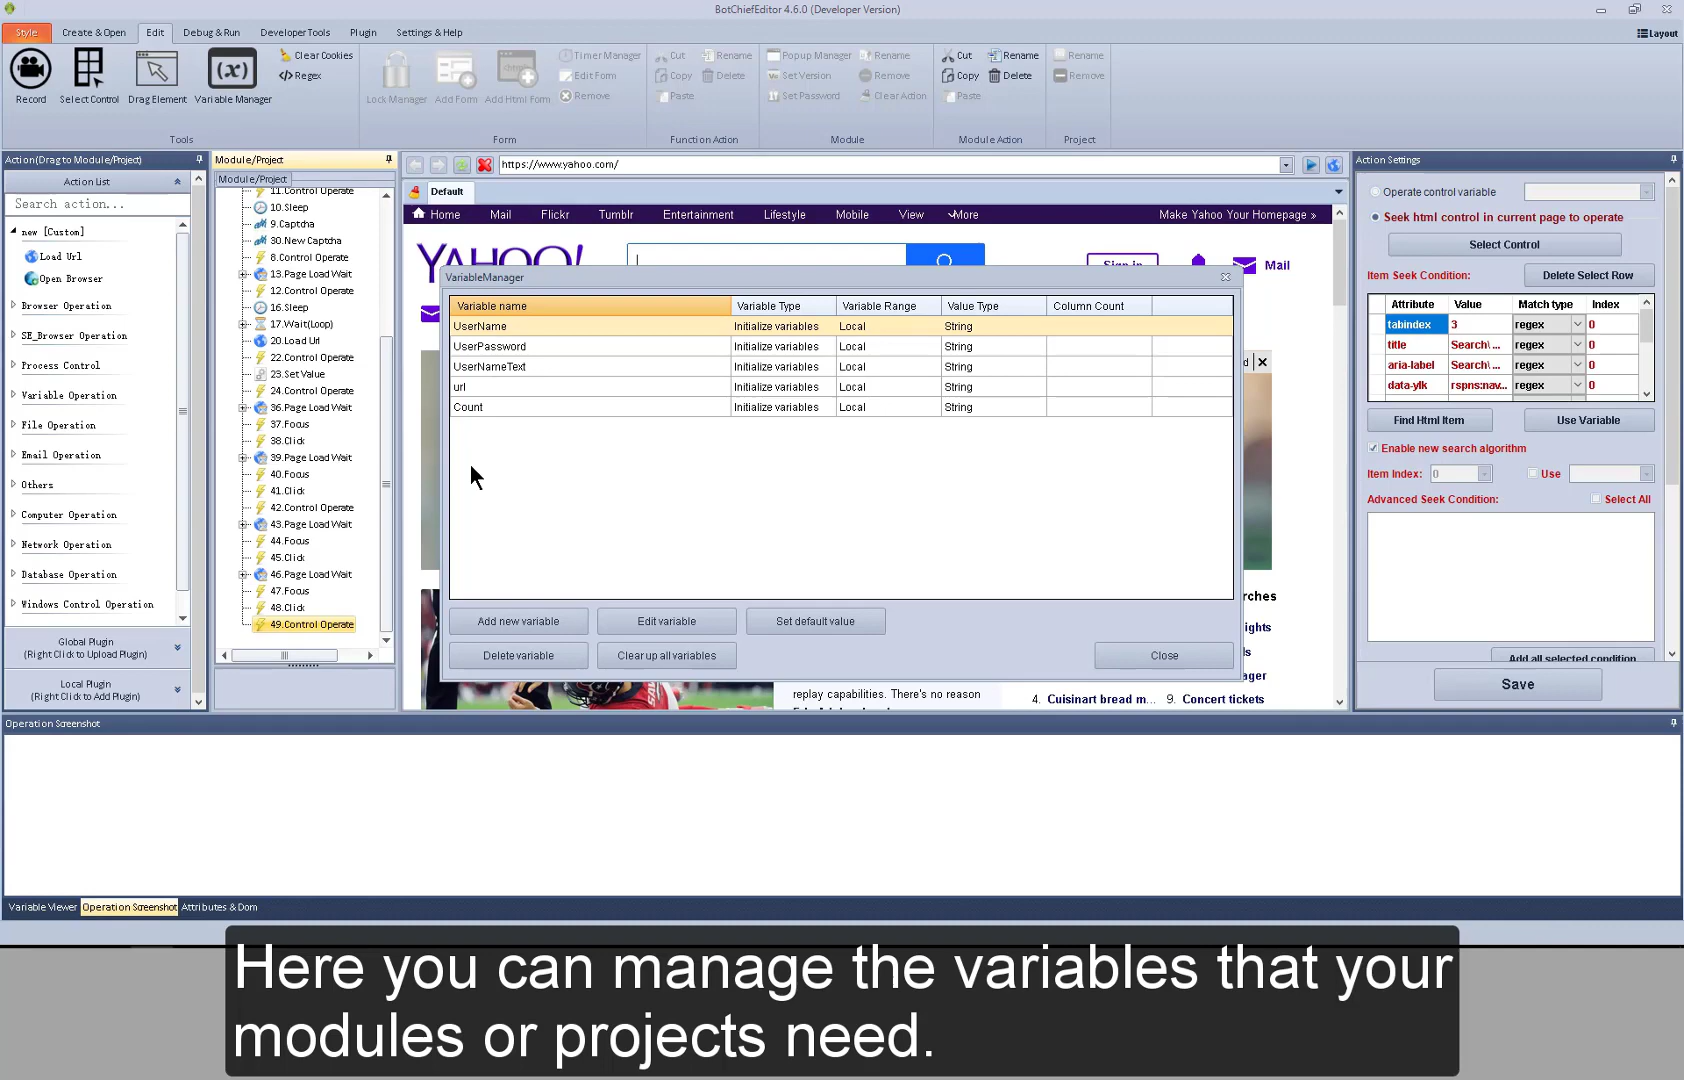 BotChiefEditor 4.6.0 (Developer Version)
Style
Create & Open
Edit
Debug & Run
Developer Tools
Plugin
Settings & Help
Layout
Record
Select Control
Drag Element
(x)
Variable Manager
Clear Cookies
</>Regex
Tools
Lock Manager
Add Form
Add Html Form
Timer Manager
Edit Form
Remove
Form
Cut
Copy
Paste
Rename
Delete
Function Action
Popup Manager
Set Version
Set Password
Rename
Remove
Clear Action
Module
Cut
Copy
Paste
Rename
Delete
Module Action
Rename
Remove
Project
Action(Drag to Module/Project)
Action List
Search action...
new [Custom]
Load Url
Open Browser
Browser Operation
SE_Browser Operation
Process Control
Variable Operation
File Operation
Email Operation
Others
Computer Operation
Network Operation
Database Operation
Windows Control Operation
Global Plugin
(Right Click to Upload Plugin)
Local Plugin
(Right Click to Add Plugin)
Module/Project
Module/Project
11.Control Operate
10.Sleep
9.Captcha
30.New Captcha
8.Control Operate
13.Page Load Wait
12.Control Operate
16.Sleep
17.Wait(Loop)
20.Load Url
22.Control Operate
23.Set Value
24.Control Operate
36.Page Load Wait
37.Focus
38.Click
39.Page Load Wait
40.Focus
41.Click
42.Control Operate
43.Page Load Wait
44.Focus
45.Click
46.Page Load Wait
47.Focus
48.Click
49.Control Operate
https://www.yahoo.com/
Default
Home
Mail
Flickr
Tumblr
Entertainment
Lifestyle
Mobile
View
More
Make Yahoo Your Homepage »
YAHOO!
Sign in
Mail
VariableManager
Variable name
Variable Type
Variable Range
Value Type
Column Count
UserName
Initialize variables
Local
String
UserPassword
Initialize variables
Local
String
UserNameText
Initialize variables
Local
String
url
Initialize variables
Local
String
Count
Initialize variables
Local
String
Add new variable
Edit variable
Set default value
Delete variable
Clear up all variables
Close
replay capabilities. There's no reason
4. Cuisinart bread m...
9. Concert tickets
Action Settings
Operate control variable
Seek html control in current page to operate
Select Control
Item Seek Condition:
Delete Select Row
Attribute
Value
Match type
Index
tabindex
3
regex
0
title
Search\ ...
regex
0
aria-label
Search\ ...
regex
0
data-ylk
rspns:nav...
regex
0
Find Html Item
Use Variable
Enable new search algorithm
Item Index:
0
Use
Advanced Seek Condition:
Select All
Add all selected condition
Save
Operation Screenshot
Variable Viewer
Operation Screenshot
Attributes & Dom
Here you can manage the variables that your
modules or projects need.